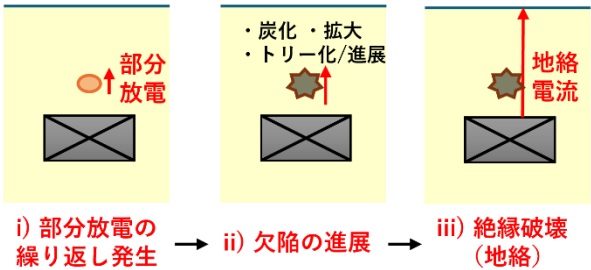 部分
放電
・炭化 ・拡大
・トリー化/進展
地絡
電流
i) 部分放電の
繰り返し発生
ii) 欠陥の進展
iii) 絶縁破壊
（地絡）